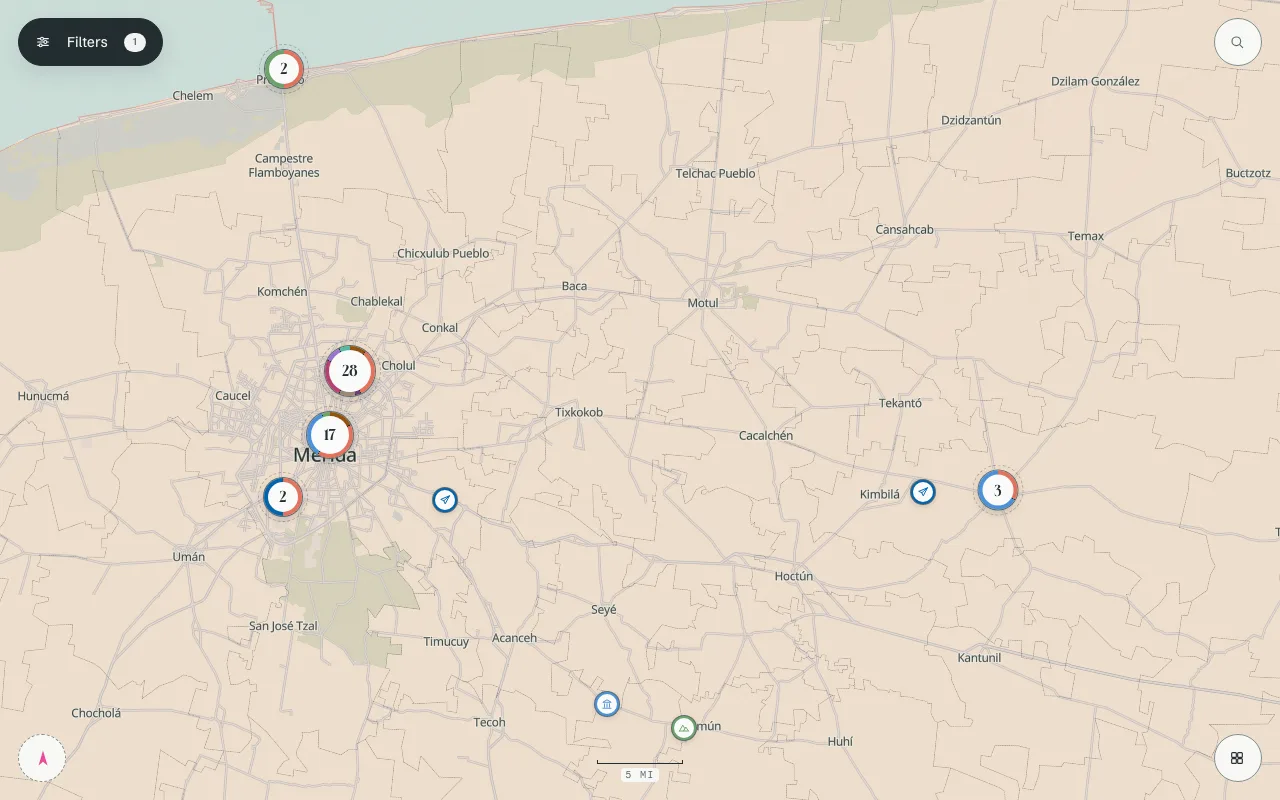 Filters 1
2
Chelem
Dzilam González
Dzidzantún
Campestre
Flamboyanes
Telchac Pueblo
Buctzotz
Cansahcab
Temax
Chicxulub Pueblo
Baca
Komchén
Chablekal
Motul
Conkal
28
Cholul
Hunucmá
Caucel
Tekantó
Tixkokob
17
Cacalchén
Mérida
2
Kimbilá
3
Umán
Hoctún
Seyé
San José Tzal
Timucuy
Acanceh
Kantunil
Chocholá
Tecoh
mún
Huhí
5 MI